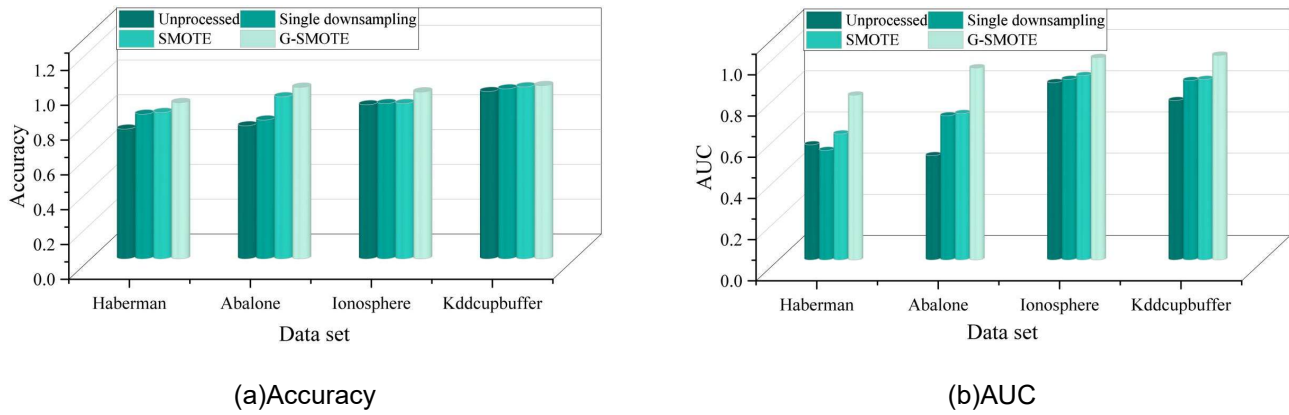 Unprocessed Single downsampling
SMOTE G-SMOTE
1.2
1.0
0.8
0.6
0.4
0.2
0.0
Accuracy
Haberman Abalone Ionosphere Kddcupbuffer
Data set
(a)Accuracy
Unprocessed Single downsampling
SMOTE G-SMOTE
1.0
0.8
0.6
0.4
0.2
0.0
AUC
Haberman Abalone Ionosphere Kddcupbuffer
Data set
(b)AUC